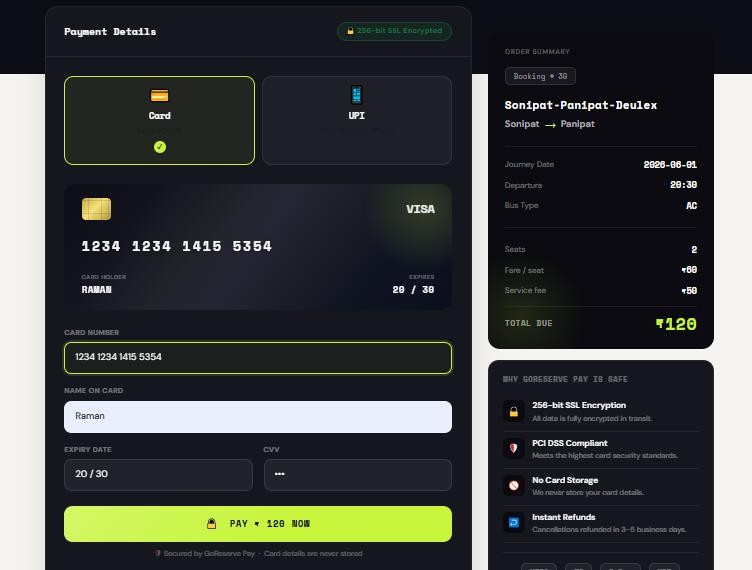 Payment Details
256-bit SSL Encrypted
Card
UPI
VISA
1234 1234 1415 5354
CARD HOLDER
EXPIRES
RAMAN
20 / 30
CARD NUMBER
1234 1234 1415 5354
NAME ON CARD
Raman
EXPIRY DATE
CVV
20 / 30
•••
PAY ₹ 120 NOW
Secured by GoReserve Pay · Card details are never stored
ORDER SUMMARY
Booking # 30
Sonipat-Panipat-Deulex
Sonipat → Panipat
Journey Date 2026-06-01
Departure 20:30
Bus Type AC
Seats 2
Fare / seat ₹60
Service fee ₹50
TOTAL DUE ₹120
WHY GORESERVE PAY IS SAFE
256-bit SSL Encryption
All data is fully encrypted in transit.
PCI DSS Compliant
Meets the highest card security standards.
No Card Storage
We never store your card details.
Instant Refunds
Cancellations refunded in 3–5 business days.